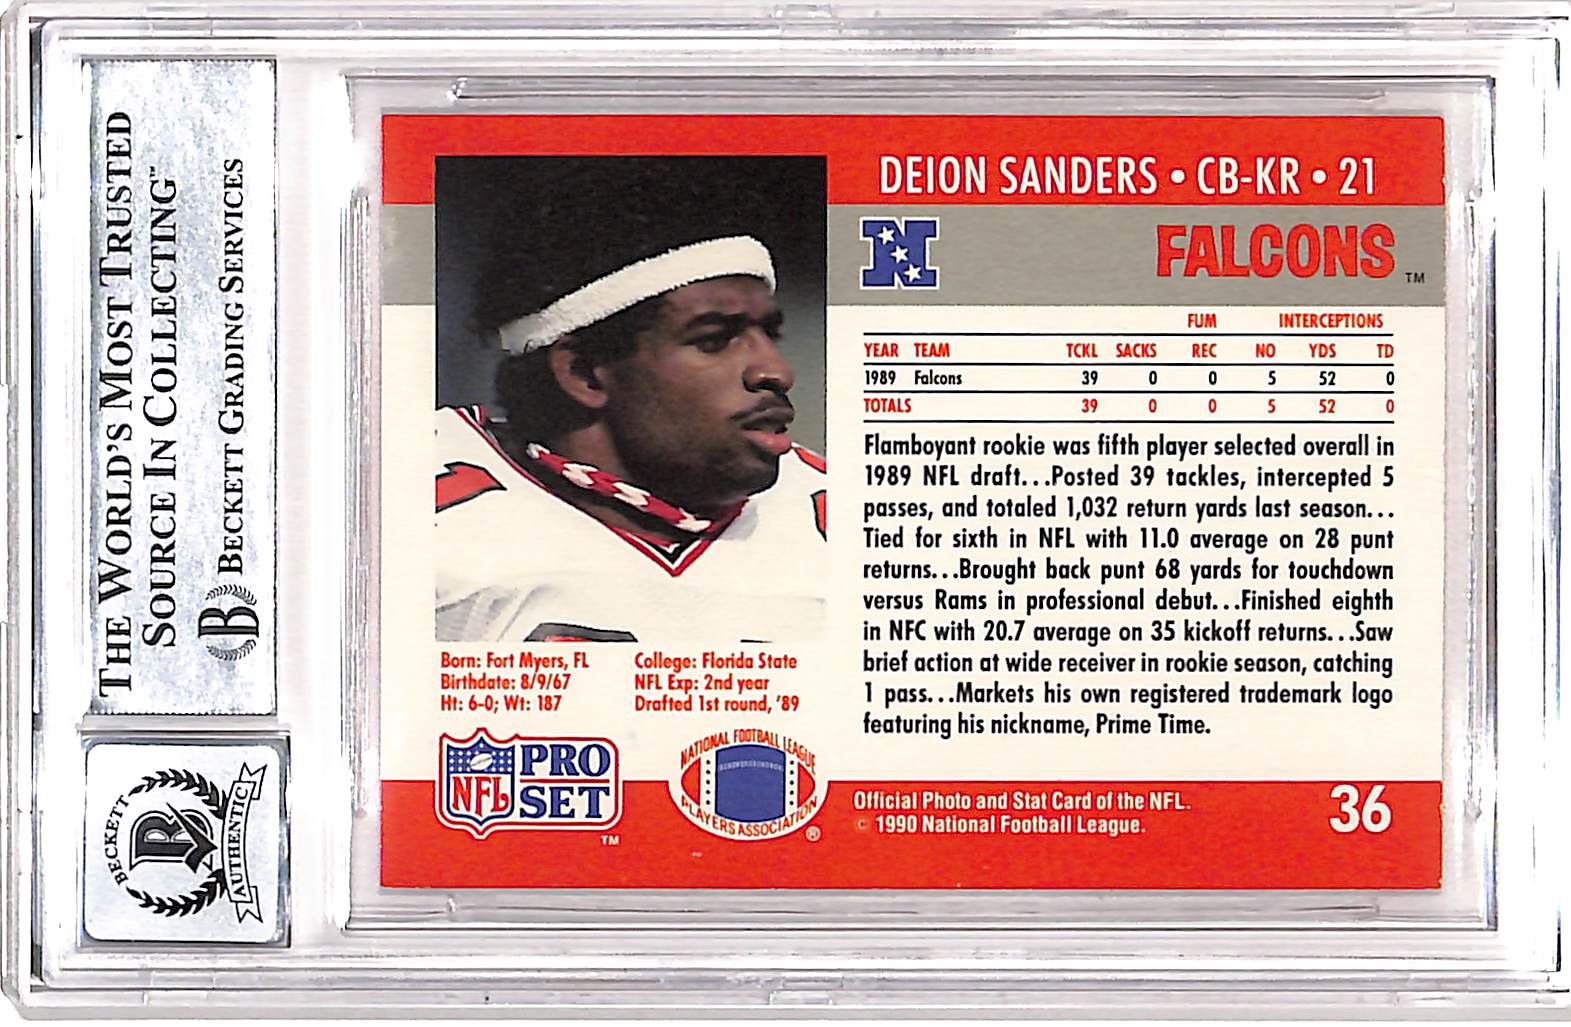 THE WORLD'S MOST TRUSTED
SOURCE IN COLLECTING™
BECKETT GRADING SERVICES
BECKETT
AUTHENTIC
DEION SANDERS • CB-KR • 21
FALCONS™
FUM INTERCEPTIONS
YEAR TEAM TCKL SACKS REC NO YDS TD
1989 Falcons 39 0 0 5 52 0
TOTALS 39 0 0 5 52 0
Flamboyant rookie was fifth player selected overall in
1989 NFL draft...Posted 39 tackles, intercepted 5
passes, and totaled 1,032 return yards last season...
Tied for sixth in NFL with 11.0 average on 28 punt
returns...Brought back punt 68 yards for touchdown
versus Rams in professional debut...Finished eighth
in NFC with 20.7 average on 35 kickoff returns...Saw
brief action at wide receiver in rookie season, catching
1 pass...Markets his own registered trademark logo
featuring his nickname, Prime Time.
Born: Fort Myers, FL
Birthdate: 8/9/67
Ht: 6-0; Wt: 187
College: Florida State
NFL Exp: 2nd year
Drafted 1st round, '89
NFL PRO SET™
NATIONAL FOOTBALL LEAGUE
PLAYERS ASSOCIATION®
Official Photo and Stat Card of the NFL.
© 1990 National Football League.
36